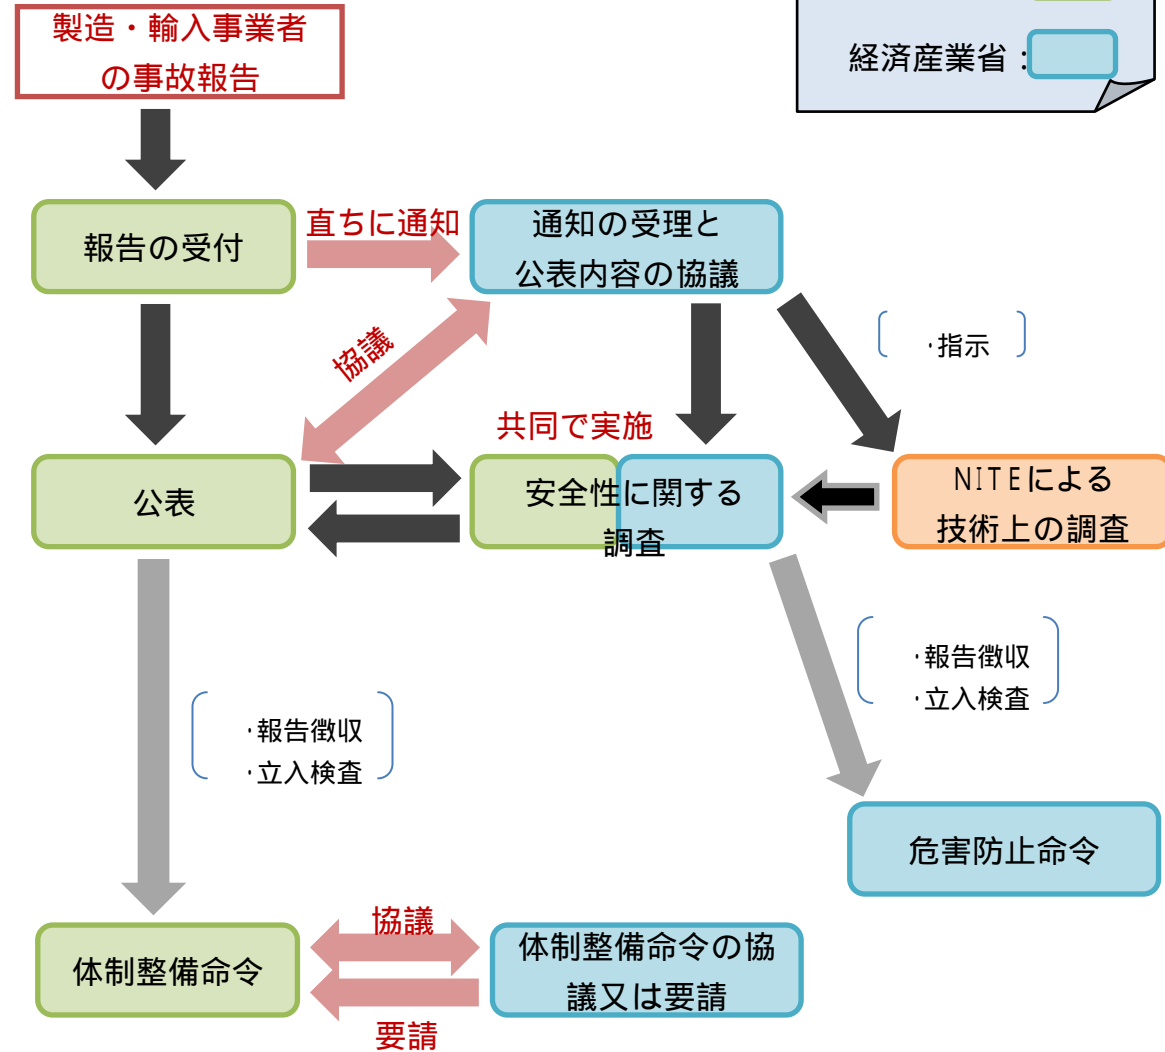 製造・輸入事業者
の事故報告
経済産業省：
報告の受付
直ちに通知
通知の受理と
公表内容の協議
・指示
協議
共同で実施
公表
安全性に関する
調査
NITEによる
技術上の調査
・報告徴収
・立入検査
・報告徴収
・立入検査
危害防止命令
体制整備命令
協議
要請
体制整備命令の協
議又は要請